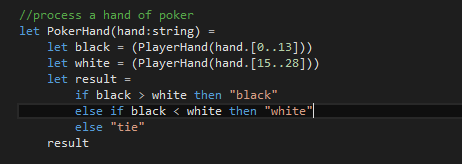 //process a hand of poker
let PokerHand(hand:string) =
    let black = (PlayerHand(hand.[0..13]))
    let white = (PlayerHand(hand.[15..28]))
    let result =
        if black > white then "black"
        else if black < white then "white"
        else "tie"
    result